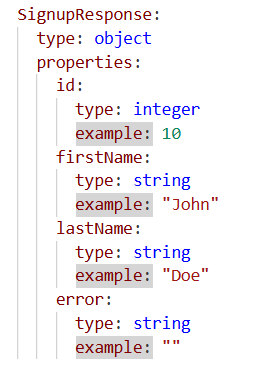 SignupResponse:
  type: object
  properties:
    id:
      type: integer
      example: 10
    firstName:
      type: string
      example: "John"
    lastName:
      type: string
      example: "Doe"
    error:
      type: string
      example: ""